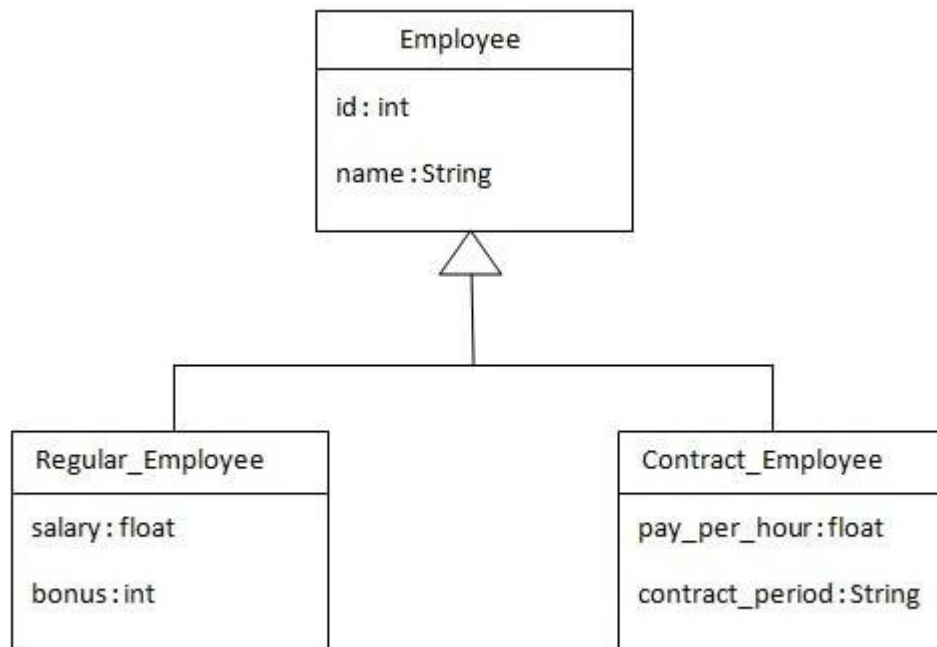 Employee
id: int
name:String
Regular_Employee
salary:float
bonus:int
Contract_Employee
pay_per_hour:float
contract_period:String